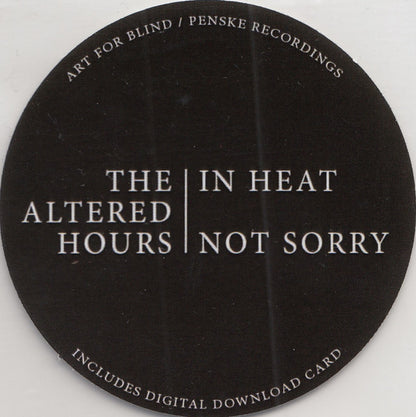 ART FOR BLIND / PENSKE RECORDINGS
THE
ALTERED
HOURS
IN HEAT
NOT SORRY
INCLUDES DIGITAL DOWNLOAD CARD